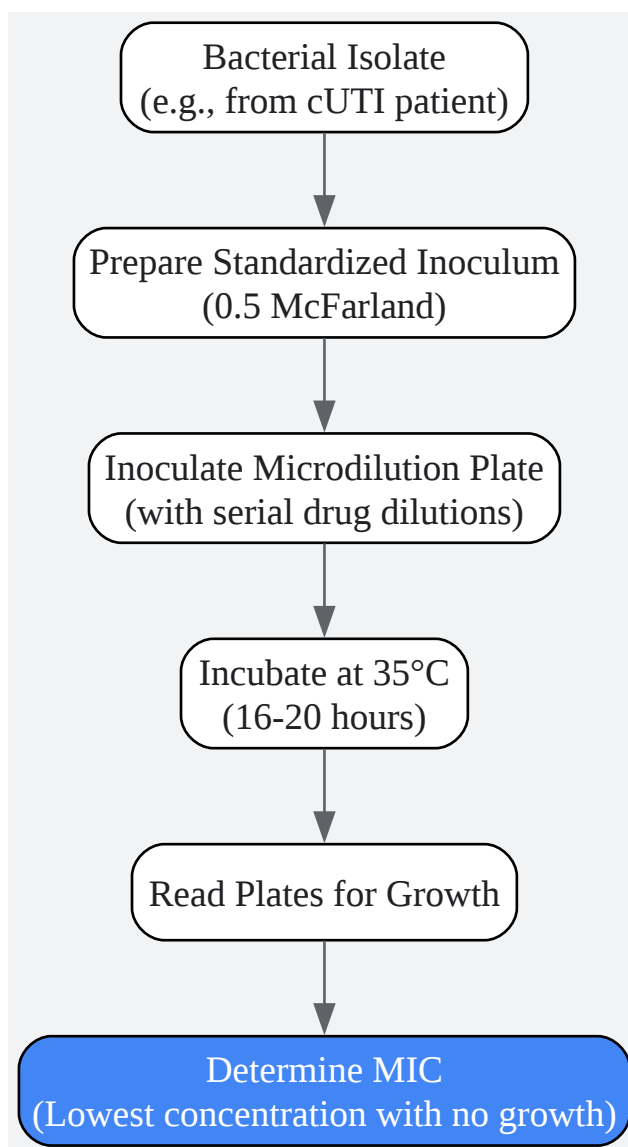 Bacterial Isolate
(e.g., from cUTI patient)
Prepare Standardized Inoculum
(0.5 McFarland)
Inoculate Microdilution Plate
(with serial drug dilutions)
Incubate at 35°C
(16-20 hours)
Read Plates for Growth
Determine MIC
(Lowest concentration with no growth)